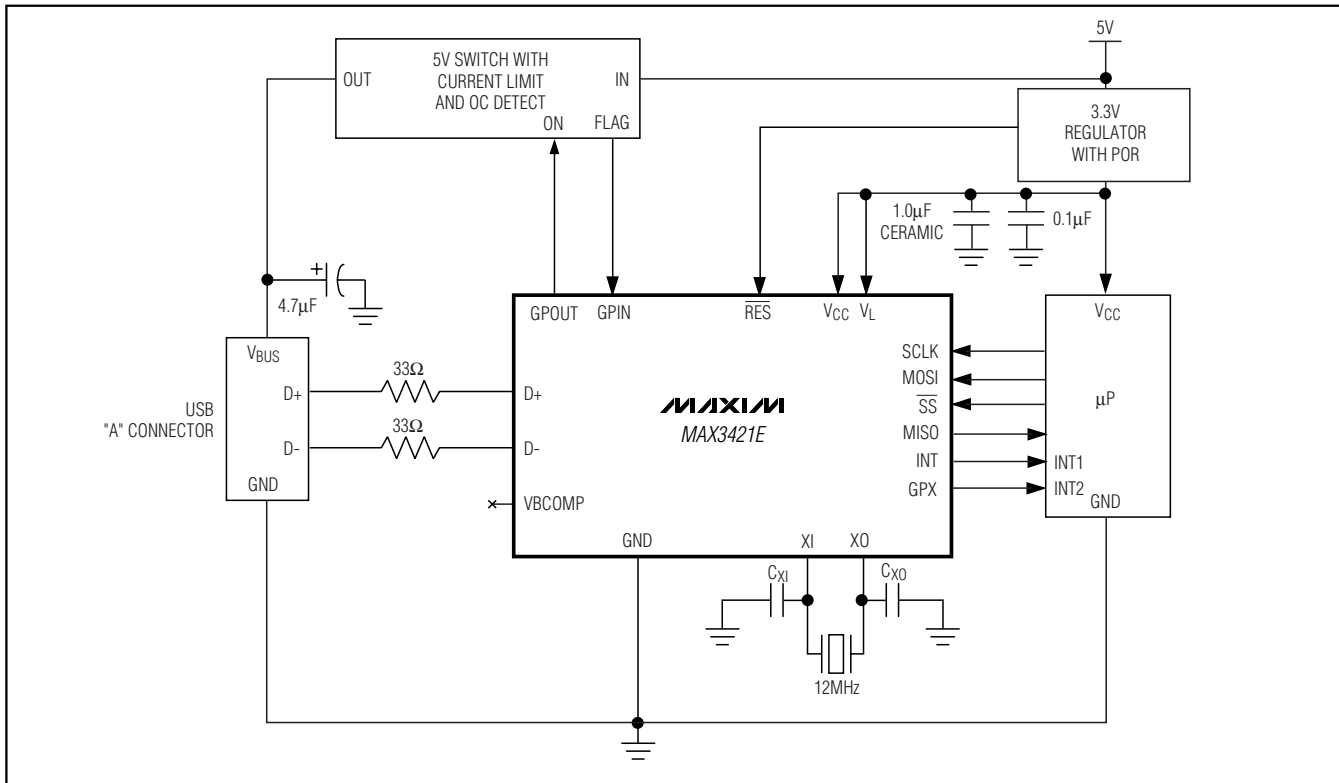 5V
5V SWITCH WITH
CURRENT LIMIT
AND OC DETECT
OUT
IN
ON
FLAG
3.3V
REGULATOR
WITH POR
1.0µF
CERAMIC
0.1µF
4.7µF
+
GPOUT
GPIN
RES
VCC
VL
VCC
VBUS
D+
D-
GND
USB
"A" CONNECTOR
33Ω
33Ω
D+
D-
VBCOMP
GND
MAXIM
MAX3421E
SCLK
MOSI
SS
MISO
INT
GPX
µP
INT1
INT2
GND
XI
XO
CXI
CXO
12MHz